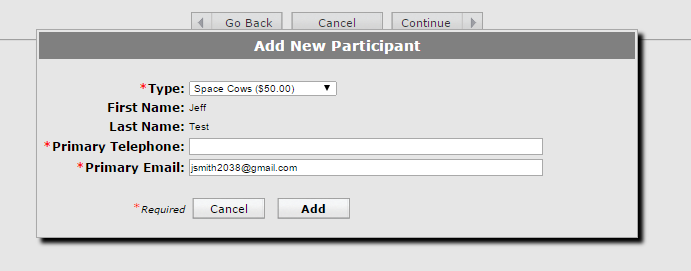 Go Back Cancel Continue
Add New Participant
*Type: Space Cows ($50.00)
First Name: Jeff
Last Name: Test
*Primary Telephone:
*Primary Email: jsmith2038@gmail.com
*Required Cancel Add